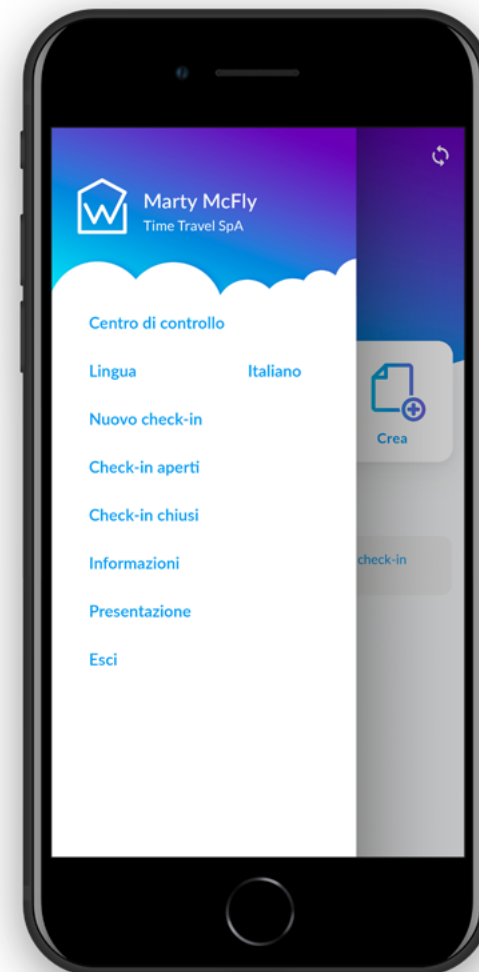 Marty McFly
Time Travel SpA
Centro di controllo
Lingua Italiano
Nuovo check-in
Check-in aperti
Check-in chiusi
Informazioni
Presentazione
Esci
Crea
check-in